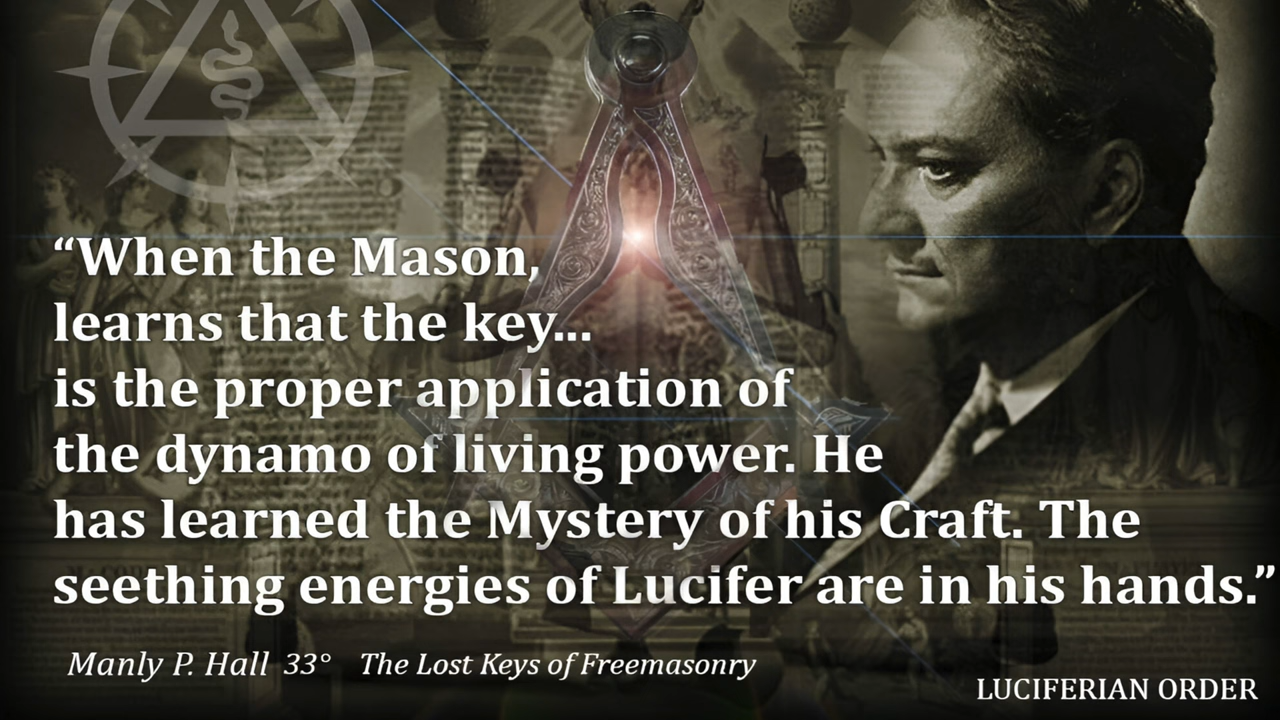 “When the Mason,
learns that the key...
is the proper application of
the dynamo of living power. He
has learned the Mystery of his Craft. The
seething energies of Lucifer are in his hands.”
Manly P. Hall 33° The Lost Keys of Freemasonry
LUCIFERIAN ORDER